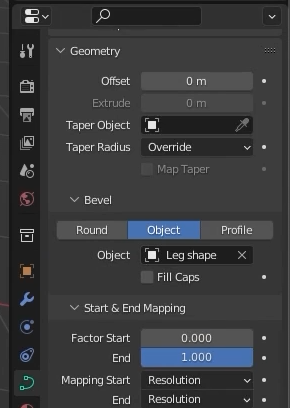 Geometry
Offset 0 m
Extrude 0 m
Taper Object
Taper Radius Override
Map Taper
Bevel
Round Object Profile
Object Leg shape
Fill Caps
Start & End Mapping
Factor Start 0.000
End 1.000
Mapping Start Resolution
End Resolution